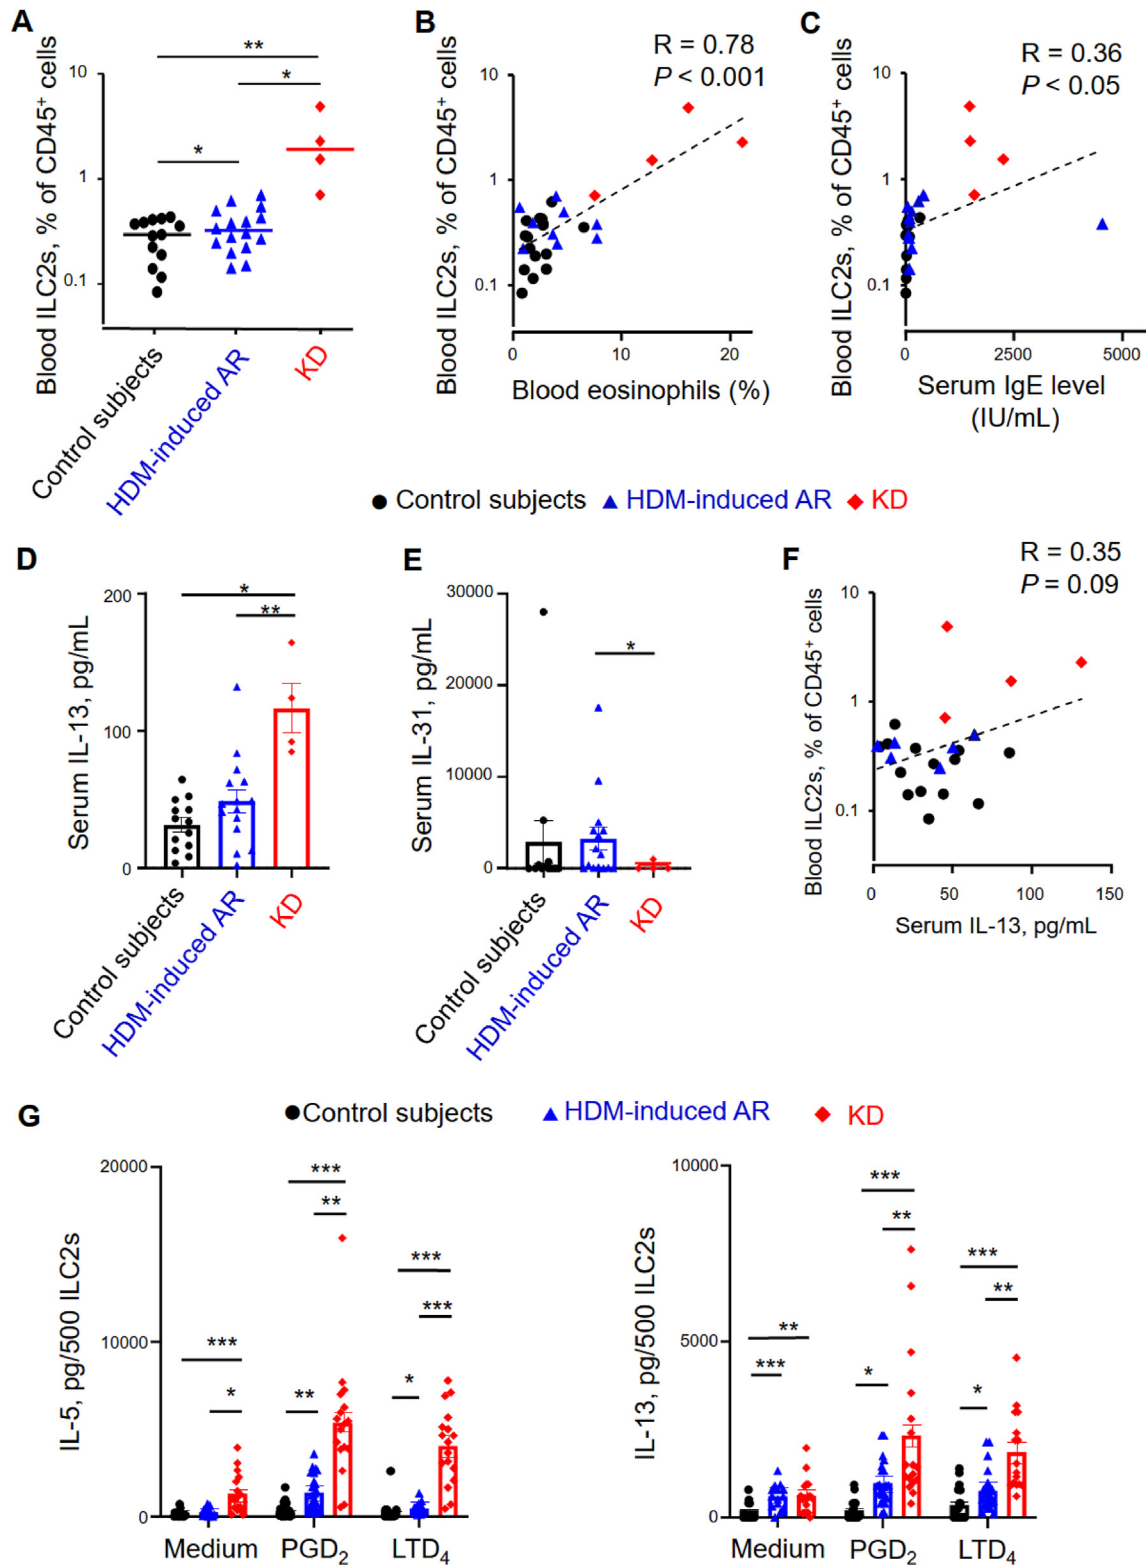 A
Blood ILC2s, % of CD45⁺ cells
10
1
0.1
**
*
*
Control subjects
HDM-induced AR
KD
B
Blood ILC2s, % of CD45⁺ cells
R = 0.78
P < 0.001
10
1
0.1
0
10
20
Blood eosinophils (%)
C
Blood ILC2s, % of CD45⁺ cells
R = 0.36
P < 0.05
10
1
0.1
0
2500
5000
Serum IgE level
(IU/mL)
Control subjects
HDM-induced AR
KD
D
Serum IL-13, pg/mL
200
100
0
*
**
Control subjects
HDM-induced AR
KD
E
Serum IL-31, pg/mL
30000
20000
10000
0
*
Control subjects
HDM-induced AR
KD
F
Blood ILC2s, % of CD45⁺ cells
R = 0.35
P = 0.09
10
1
0.1
0
50
100
150
Serum IL-13, pg/mL
G
Control subjects
HDM-induced AR
KD
IL-5, pg/500 ILC2s
20000
10000
0
***
*
***
**
**
***
***
*
Medium
PGD₂
LTD₄
IL-13, pg/500 ILC2s
10000
5000
0
**
***
***
**
*
***
**
*
Medium
PGD₂
LTD₄